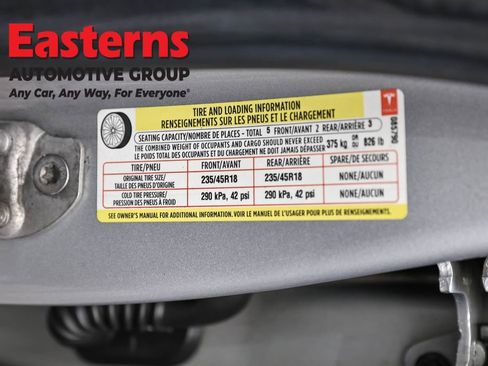 Easterns
AUTOMOTIVE GROUP
Any Car, Any Way, For Everyone®
TIRE AND LOADING INFORMATION
RENSEIGNEMENTS SUR LES PNEUS ET LE CHARGEMENT
SEATING CAPACITY/NOMBRE DE PLACES - TOTAL 5 FRONT/AVANT 2 REAR/ARRIÈRE 3
THE COMBINED WEIGHT OF OCCUPANTS AND CARGO SHOULD NEVER EXCEED 375 kg OR 826 lb
LE POIDS TOTAL DES OCCUPANTS ET DU CHARGEMENT NE DOIT JAMAIS DÉPASSER OU
TIRE/PNEU FRONT/AVANT REAR/ARRIÈRE SPARE/DE SECOURS
ORIGINAL TIRE SIZE/ 235/45R18 235/45R18 NONE/AUCUN
TAILLE DES PNEUS D'ORIGINE
COLD TIRE PRESSURE/ 290 kPa, 42 psi 290 kPa, 42 psi NONE/AUCUN
PRESSION DES PNEUS À FROID
SEE OWNER'S MANUAL FOR ADDITIONAL INFORMATION. VOIR LE MANUEL DE L'USAGER POUR PLUS DE RENSEIGNEMENTS.
TESLA